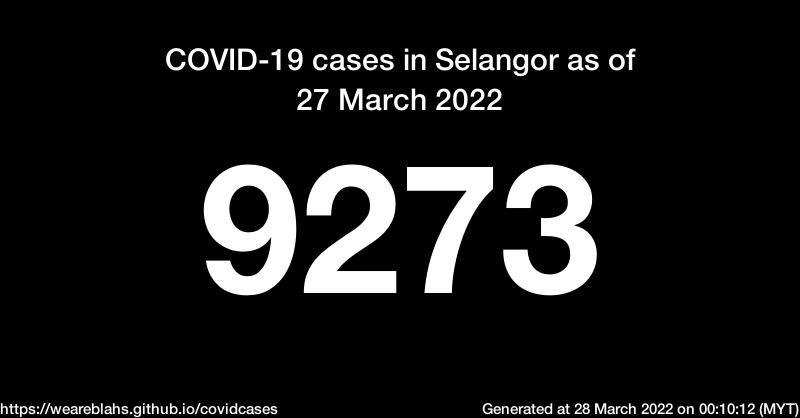 COVID-19 cases in Selangor as of
27 March 2022
9273
https://weareblahs.github.io/covidcases
Generated at 28 March 2022 on 00:10:12 (MYT)